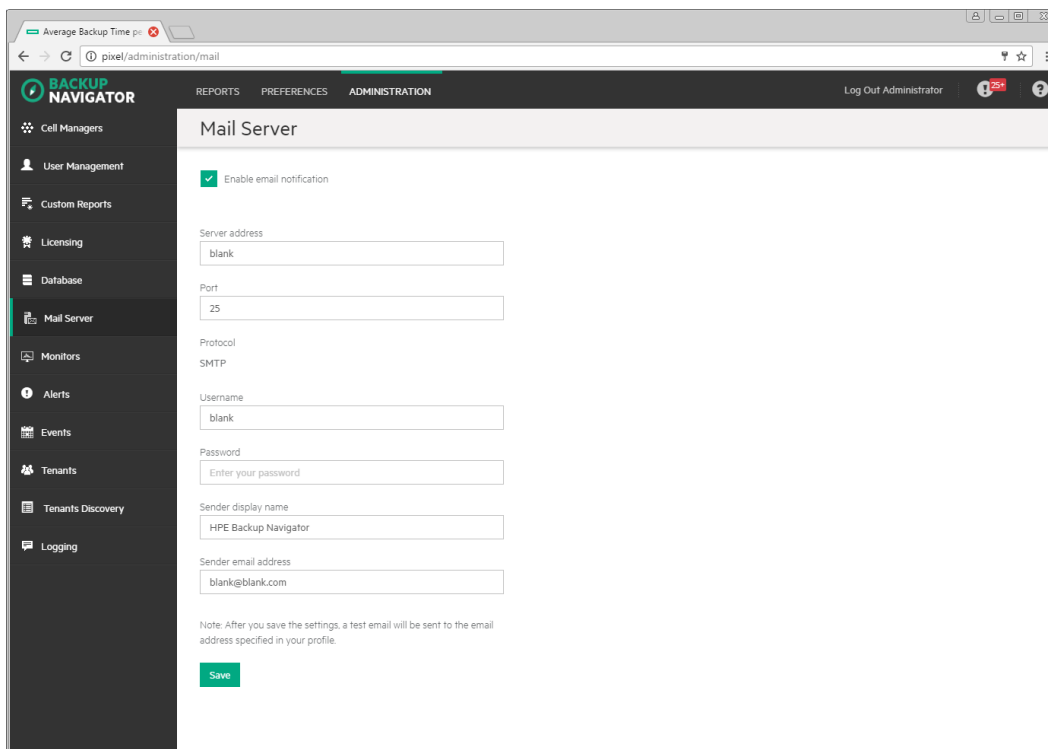 Average Backup Time pe
pixel/administration/mail
BACKUP
NAVIGATOR
REPORTS PREFERENCES ADMINISTRATION Log Out Administrator 25+
Cell Managers
User Management
Custom Reports
Licensing
Database
Mail Server
Monitors
Alerts
Events
Tenants
Tenants Discovery
Logging
Mail Server
Enable email notification
Server address
blank
Port
25
Protocol
SMTP
Username
blank
Password
Enter your password
Sender display name
HPE Backup Navigator
Sender email address
blank@blank.com
Note: After you save the settings, a test email will be sent to the email
address specified in your profile.
Save